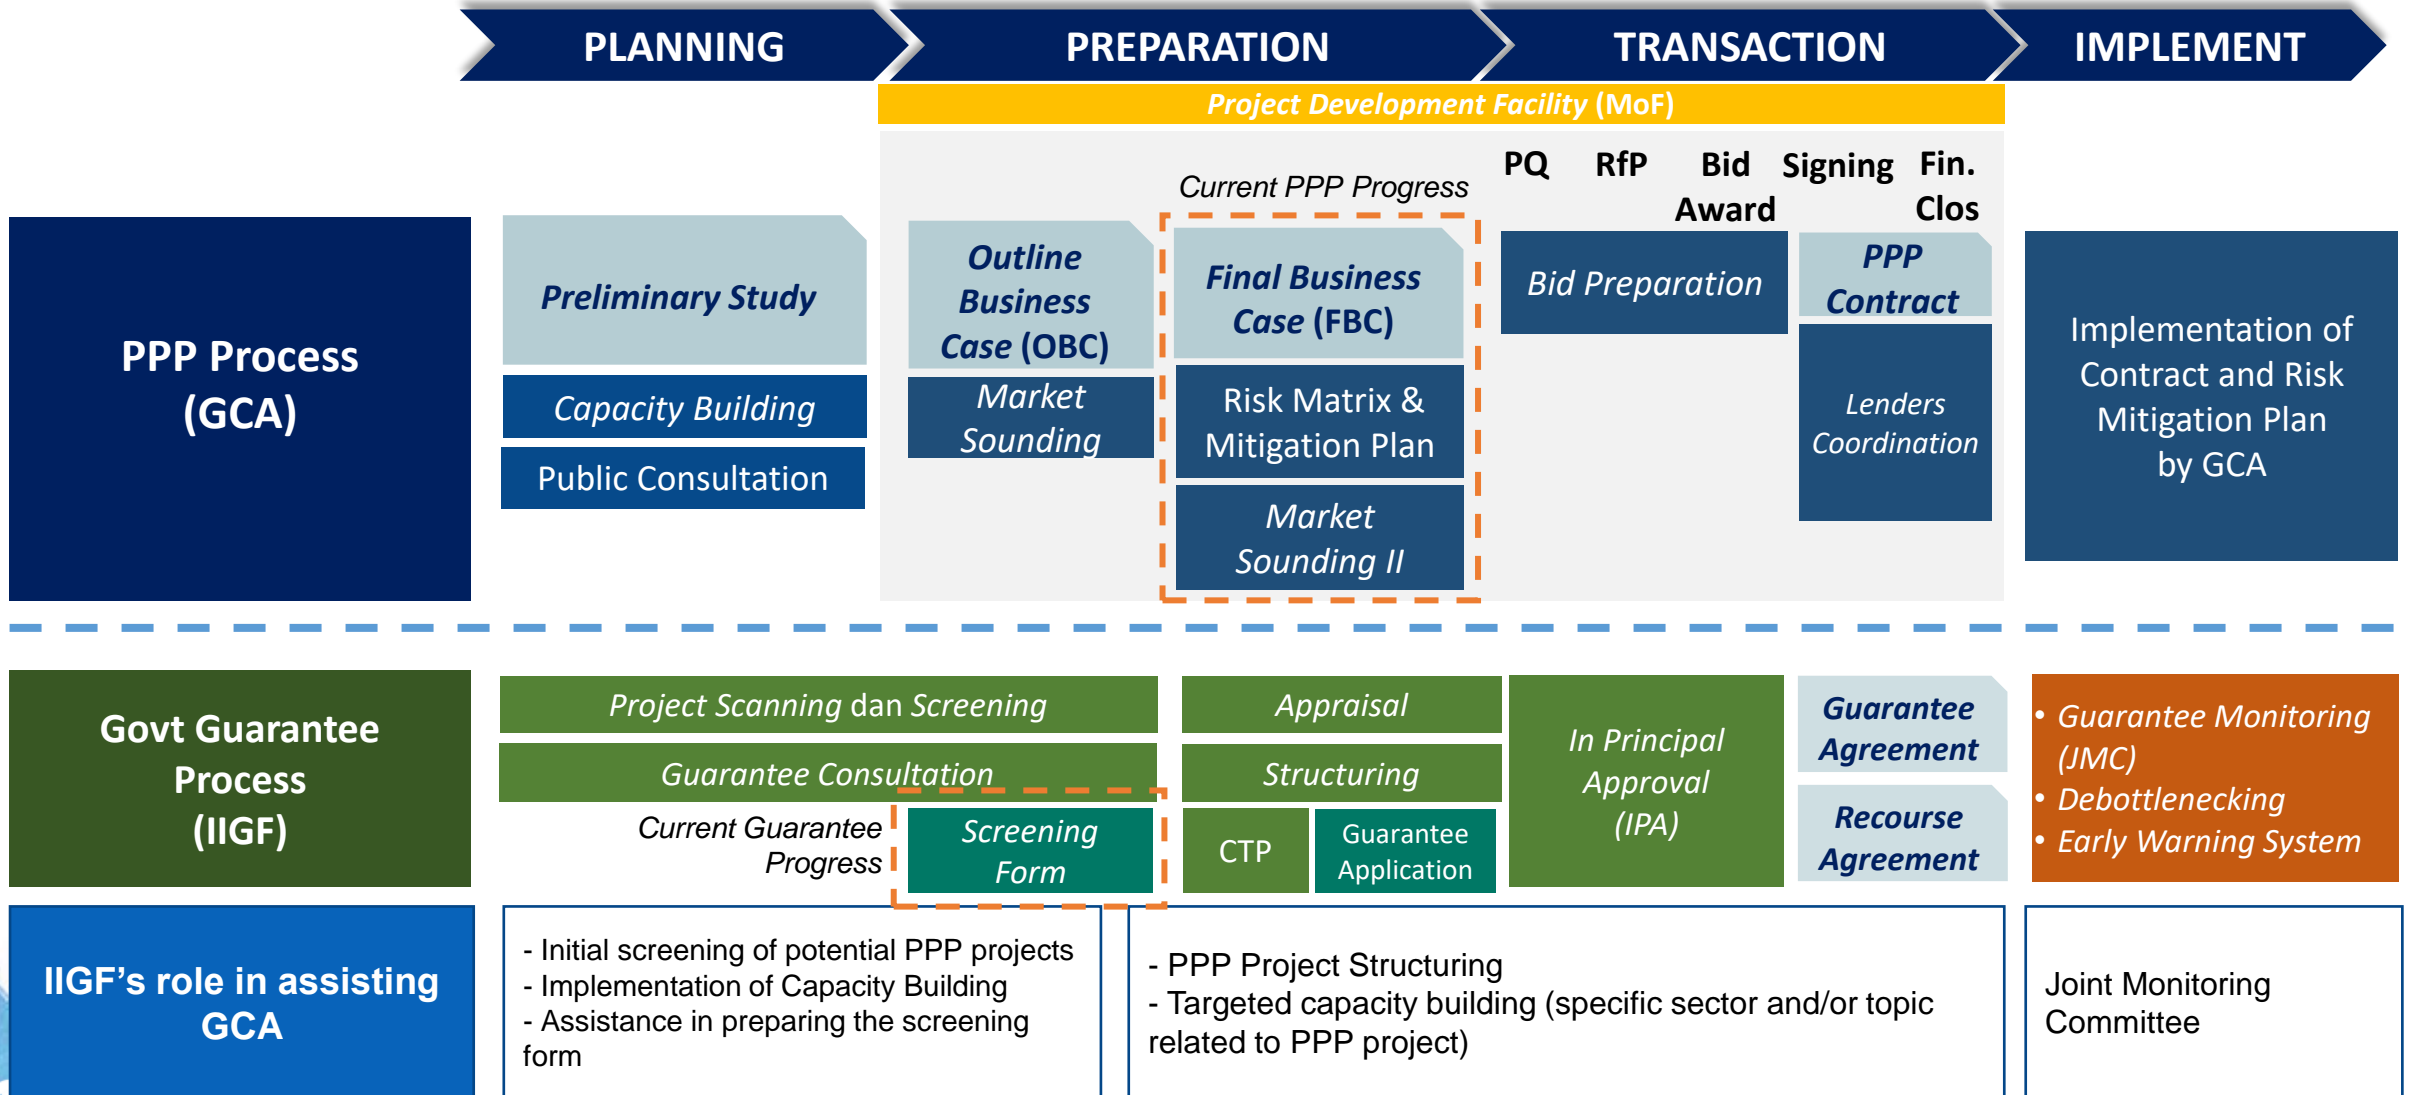 PLANNING
PREPARATION
TRANSACTION
IMPLEMENT
Project Development Facility (MoF)
PQ
RfP
Bid
Award
Signing
Fin.
Clos
Current PPP Progress
PPP Process
(GCA)
Preliminary Study
Capacity Building
Public Consultation
Outline
Business
Case (OBC)
Market
Sounding
Final Business
Case (FBC)
Risk Matrix &
Mitigation Plan
Market
Sounding II
Bid Preparation
PPP
Contract
Lenders
Coordination
Implementation of
Contract and Risk
Mitigation Plan
by GCA
Govt Guarantee
Process
(IIGF)
Project Scanning dan Screening
Guarantee Consultation
Current Guarantee
Progress
Screening
Form
Appraisal
Structuring
CTP
Guarantee
Application
In Principal
Approval
(IPA)
Guarantee
Agreement
Recourse
Agreement
• Guarantee Monitoring
(JMC)
• Debottlenecking
• Early Warning System
IIGF's role in assisting
GCA
- Initial screening of potential PPP projects
- Implementation of Capacity Building
- Assistance in preparing the screening
form
- PPP Project Structuring
- Targeted capacity building (specific sector and/or topic
related to PPP project)
Joint Monitoring
Committee